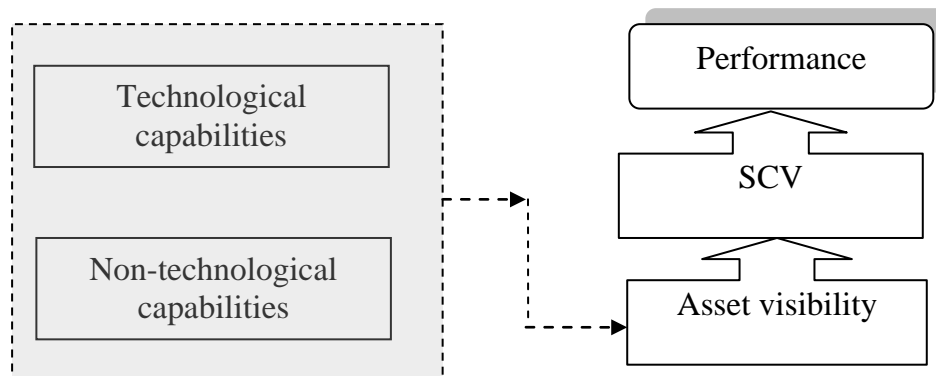 Technological
capabilities
Non-technological
capabilities
Performance
SCV
Asset visibility